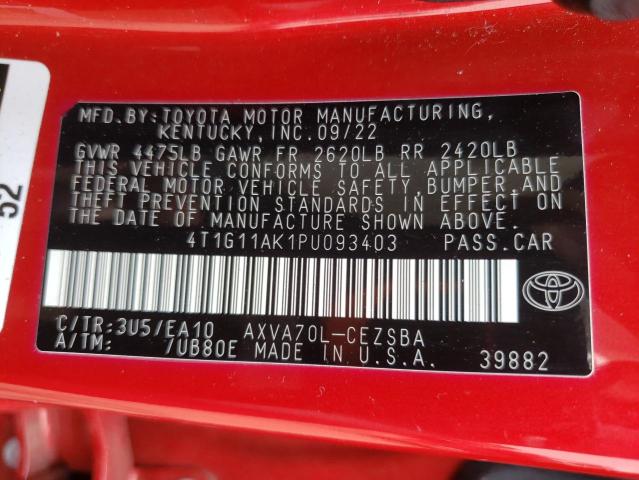 MFD.BY:TOYOTA MOTOR MANUFACTURING,
KENTUCKY,INC.09/22
GVWR 4475LB GAWR FR 2620LB RR 2420LB
THIS VEHICLE CONFORMS TO ALL APPLICABLE
FEDERAL MOTOR VEHICLE SAFETY,BUMPER,AND
THEFT PREVENTION STANDARDS IN EFFECT ON
THE DATE OF MANUFACTURE SHOWN ABOVE.
4T1G11AK1PU093403 PASS.CAR
C/TR:3U5/EA10 AXVA70L-CEZSBA
A/TM: 7UB80E MADE IN U.S.A. 39882
52